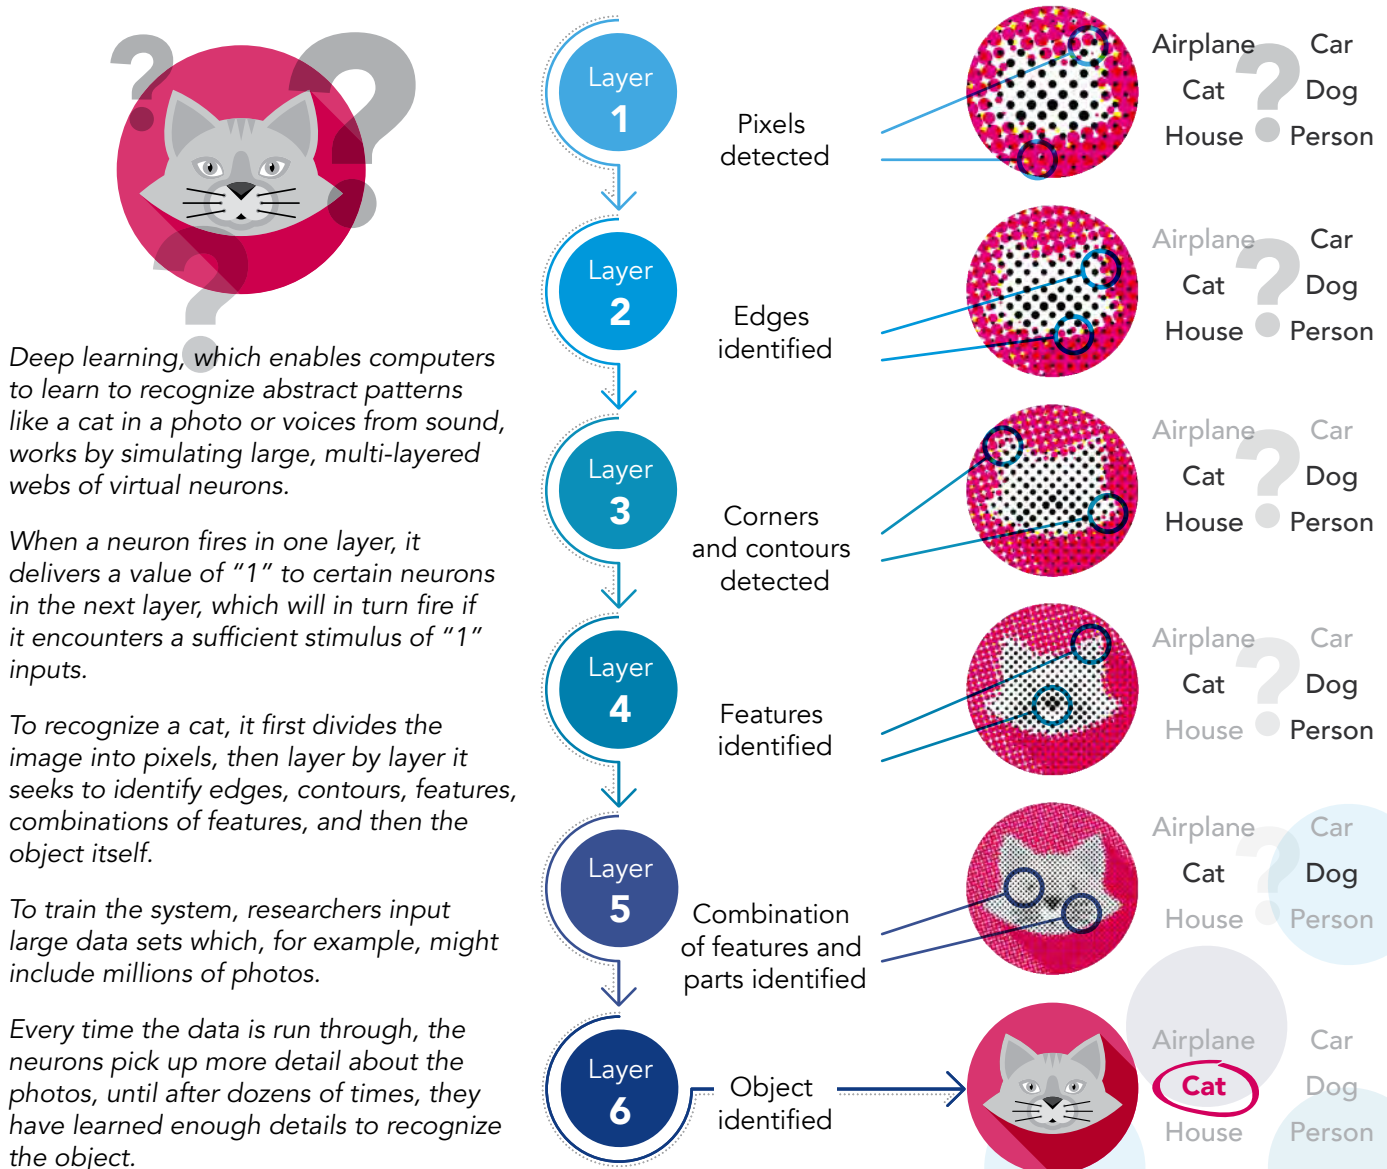 Deep learning, which enables computers
to learn to recognize abstract patterns
like a cat in a photo or voices from sound,
works by simulating large, multi-layered
webs of virtual neurons.
When a neuron fires in one layer, it
delivers a value of “1” to certain neurons
in the next layer, which will in turn fire if
it encounters a sufficient stimulus of “1”
inputs.
To recognize a cat, it first divides the
image into pixels, then layer by layer it
seeks to identify edges, contours, features,
combinations of features, and then the
object itself.
To train the system, researchers input
large data sets which, for example, might
include millions of photos.
Every time the data is run through, the
neurons pick up more detail about the
photos, until after dozens of times, they
have learned enough details to recognize
the object.
? ? ?
Layer
1
Pixels
detected
Airplane Car
Cat ? Dog
House Person
Layer
2
Edges
identified
Airplane Car
Cat ? Dog
House Person
Layer
3
Corners
and contours
detected
Airplane Car
Cat ? Dog
House Person
Layer
4
Features
identified
Airplane Car
Cat ? Dog
House Person
Layer
5
Combination
of features and
parts identified
Airplane Car
Cat ? Dog
House Person
Layer
6
Object
identified
Airplane Car
Cat Dog
House Person